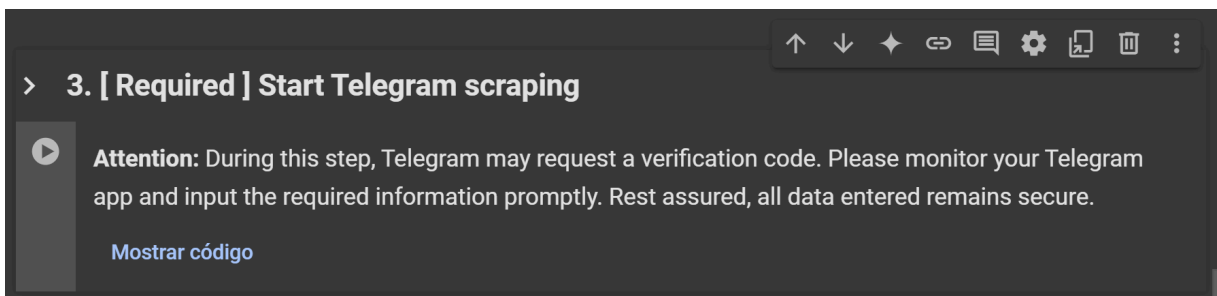 3. [ Required ] Start Telegram scraping
Attention: During this step, Telegram may request a verification code. Please monitor your Telegram
app and input the required information promptly. Rest assured, all data entered remains secure.
Mostrar código